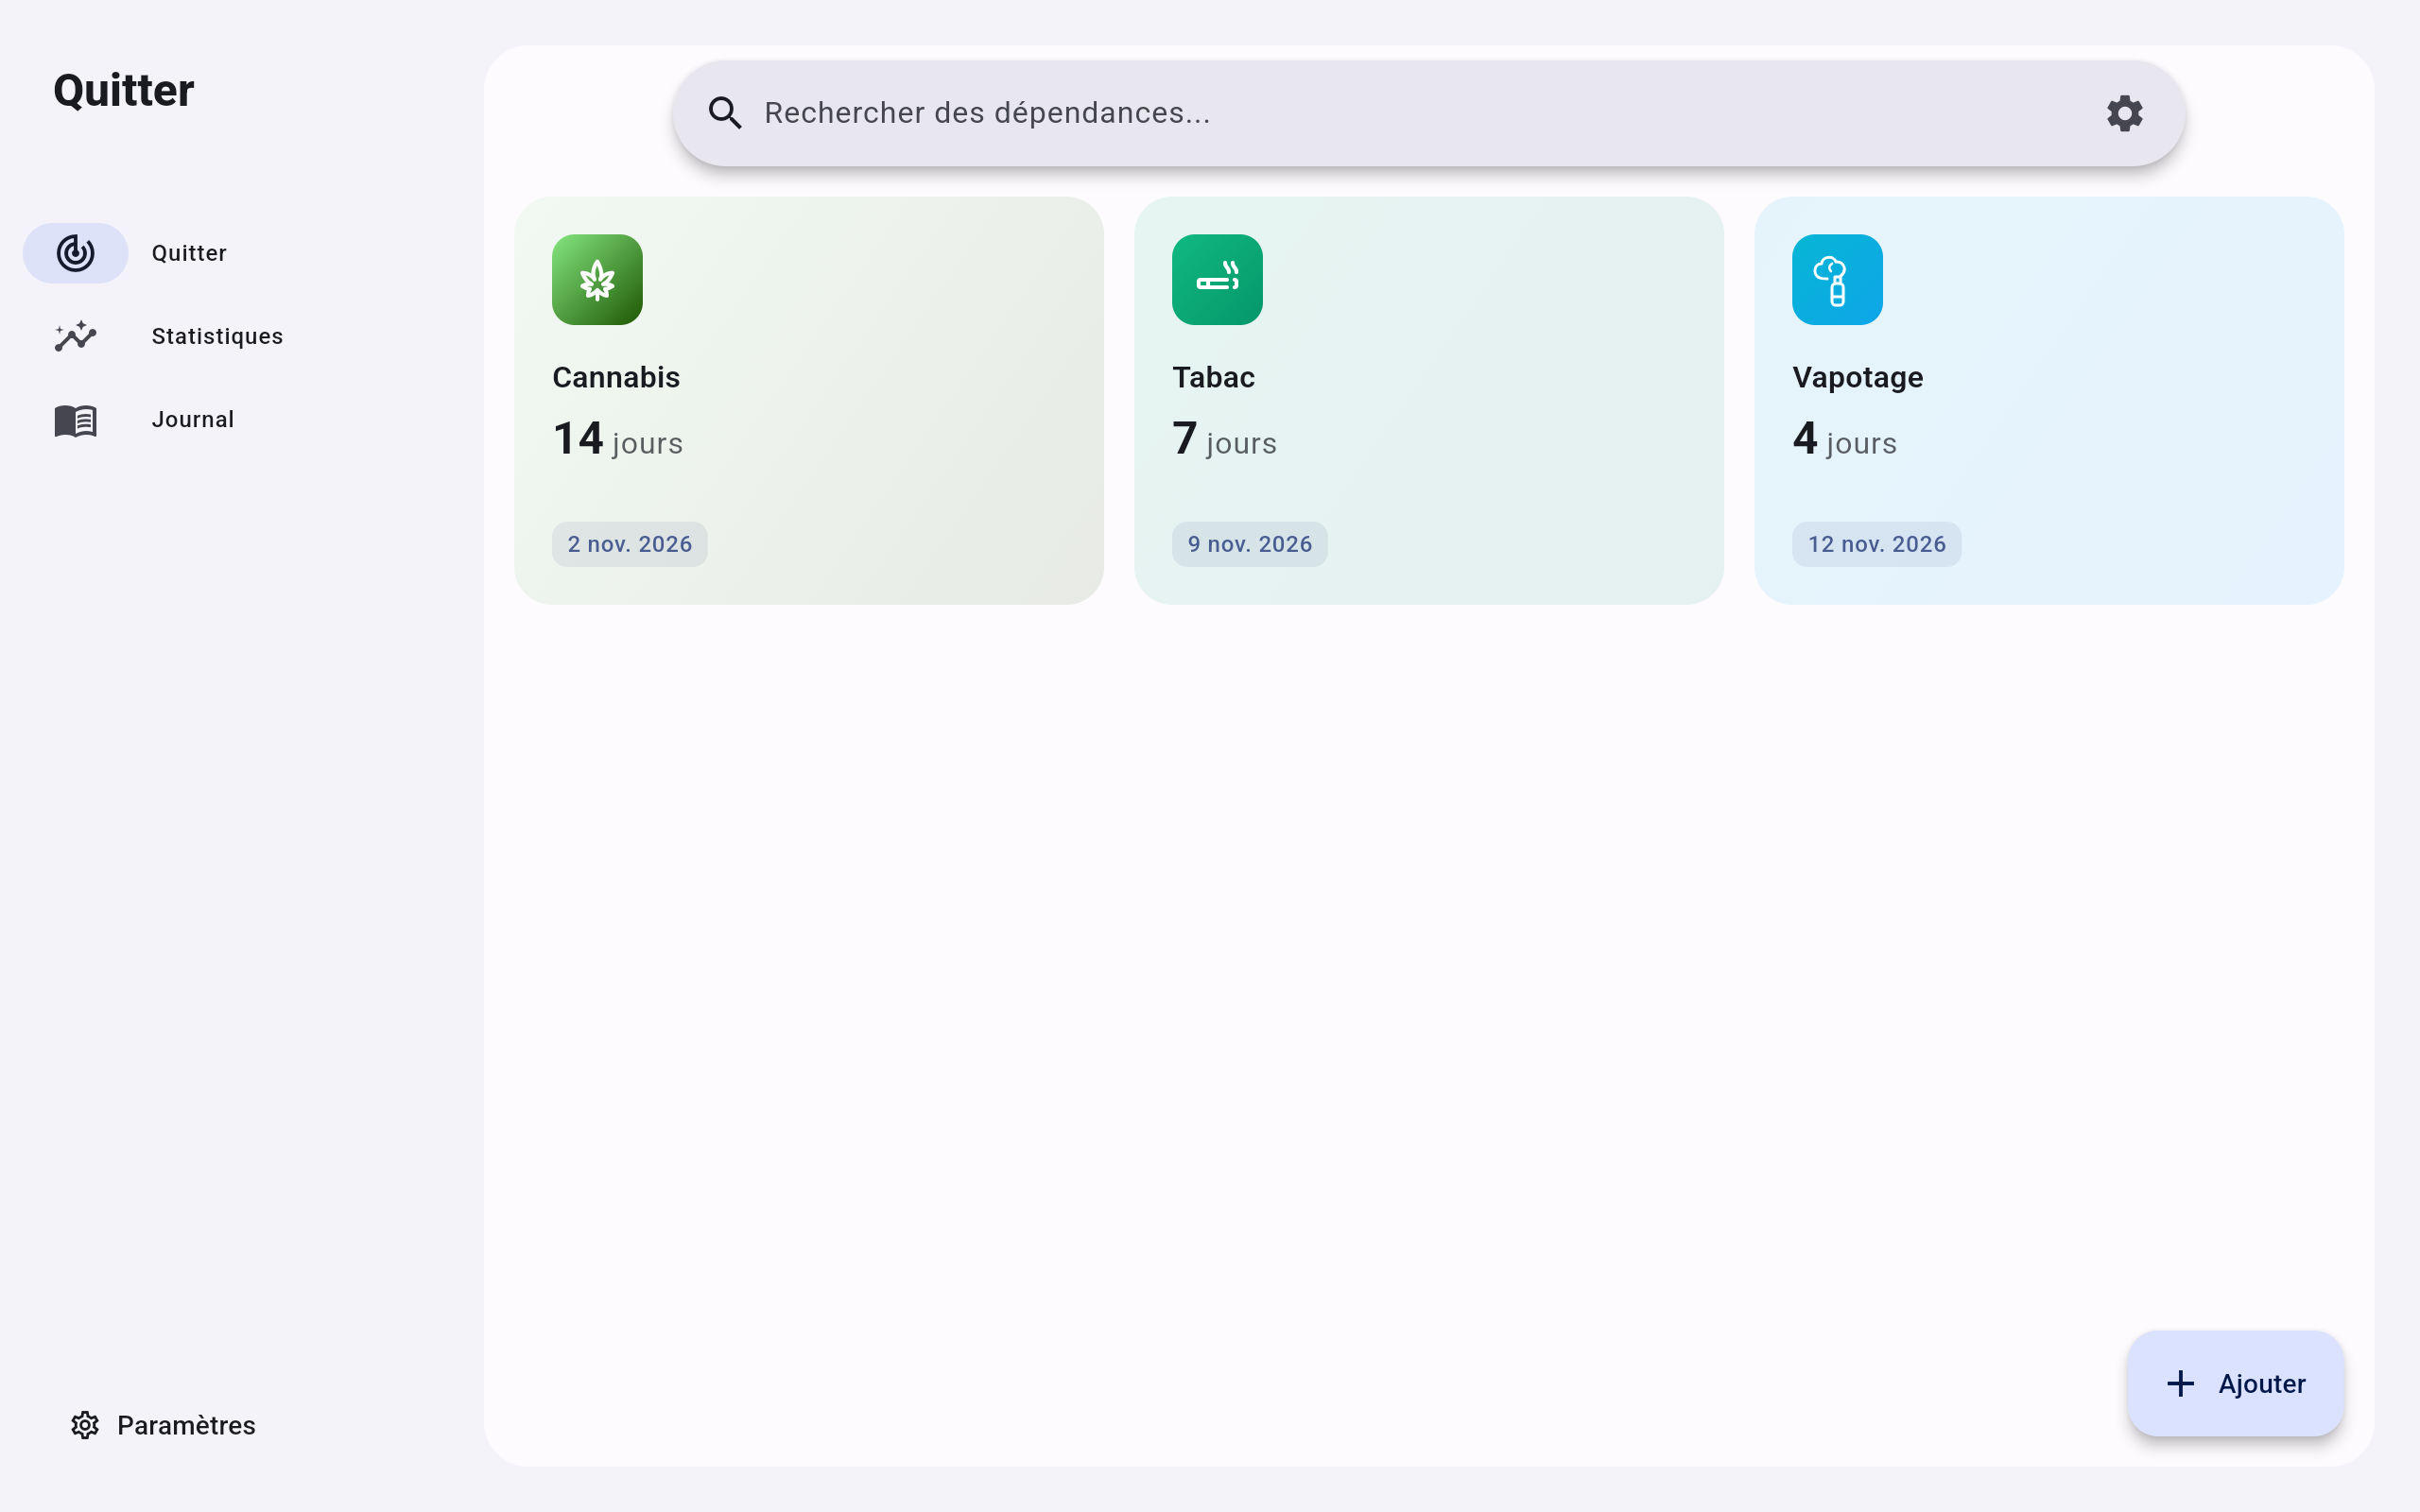 Quitter
Quitter
Statistiques
Journal
Paramètres
Rechercher des dépendances...
Cannabis
14 jours
2 nov. 2026
Tabac
7 jours
9 nov. 2026
Vapotage
4 jours
12 nov. 2026
Ajouter